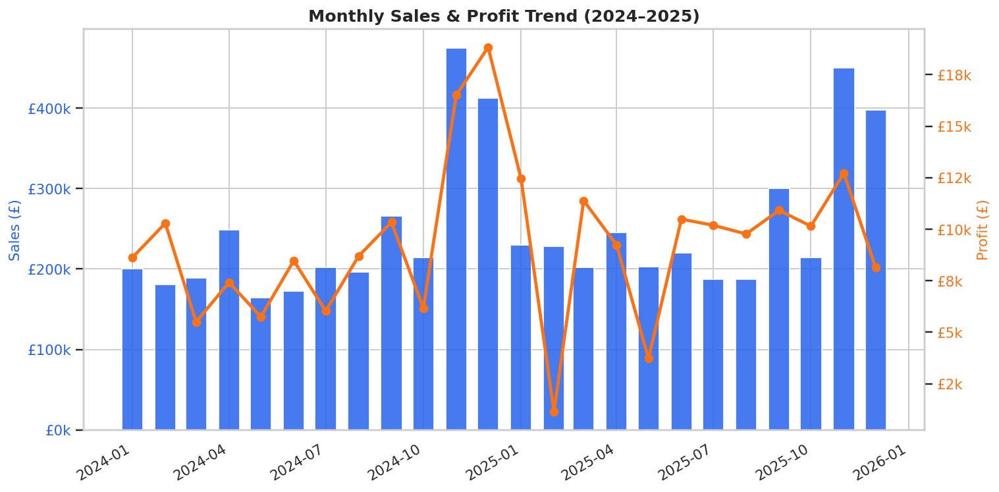 Monthly Sales & Profit Trend (2024–2025)
Sales (£)
£400k
£300k
£200k
£100k
£0k
£18k
£15k
£12k
£10k
£8k
£5k
£2k
Profit (£)
2024-01
2024-04
2024-07
2024-10
2025-01
2025-04
2025-07
2025-10
2026-01